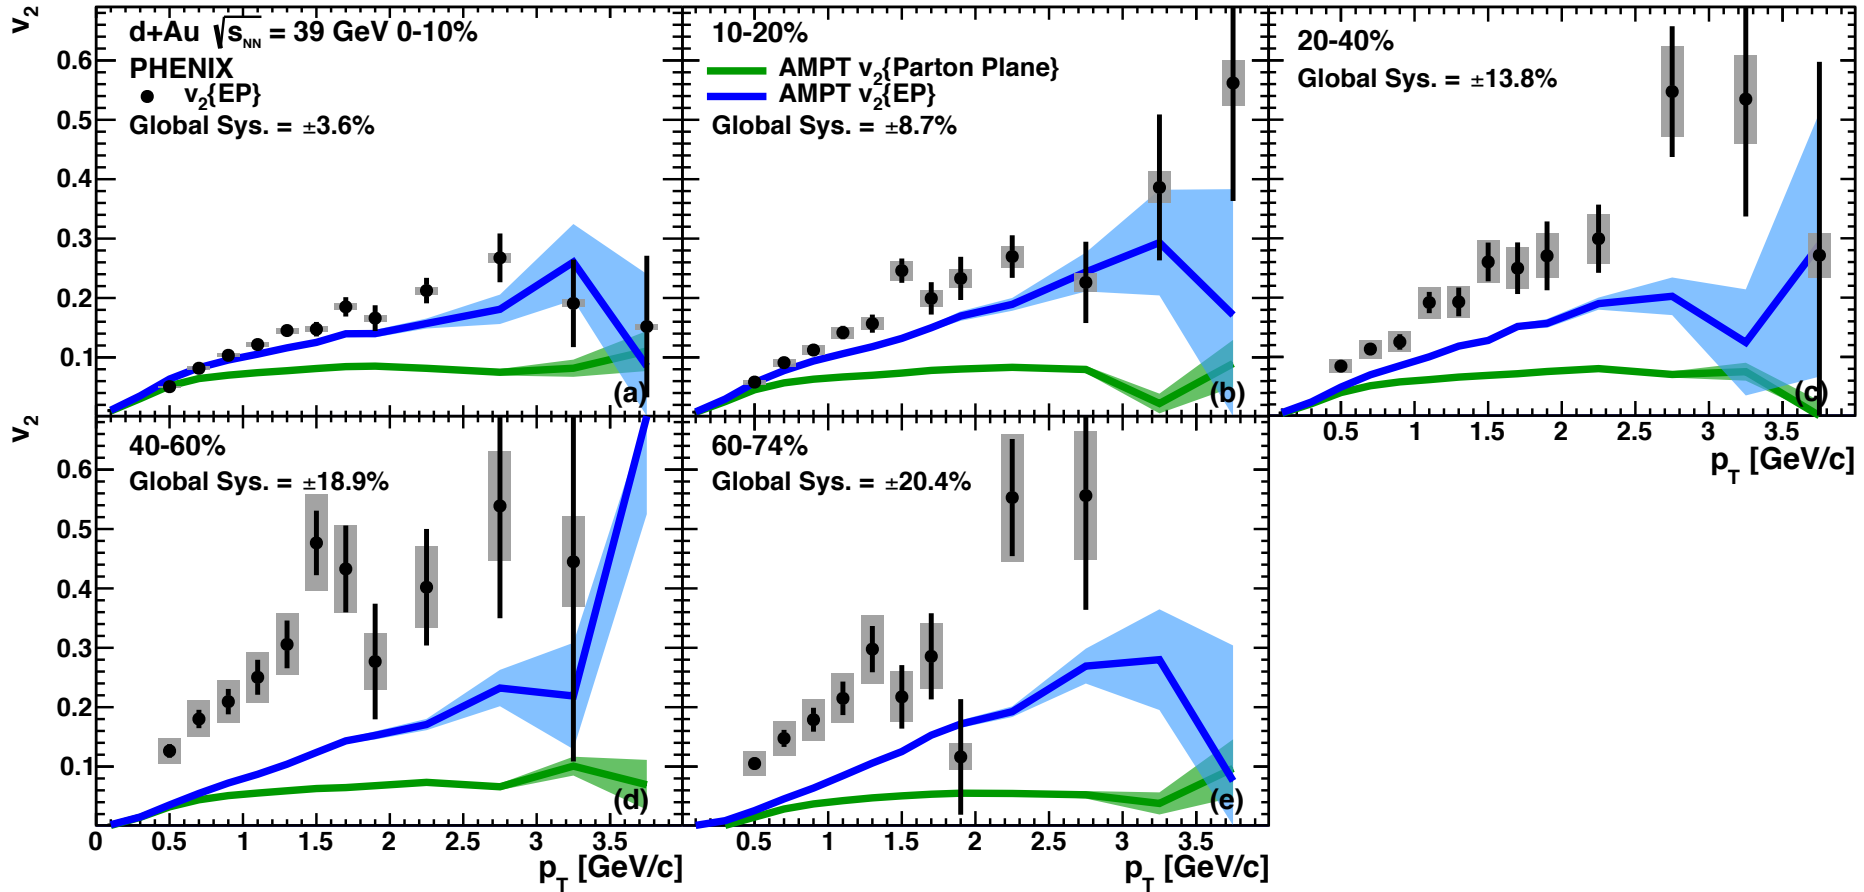 v₂
d+Au √s_NN = 39 GeV 0-10%
PHENIX
v₂{EP}
Global Sys. = ±3.6%
0.6
0.5
0.4
0.3
0.2
0.1
(a)
10-20%
AMPT v₂{Parton Plane}
AMPT v₂{EP}
Global Sys. = ±8.7%
(b)
20-40%
Global Sys. = ±13.8%
(c)
0.5 1 1.5 2 2.5 3 3.5
p_T [GeV/c]
v₂
40-60%
Global Sys. = ±18.9%
0.6
0.5
0.4
0.3
0.2
0.1
(d)
0 0.5 1 1.5 2 2.5 3 3.5
p_T [GeV/c]
60-74%
Global Sys. = ±20.4%
(e)
0.5 1 1.5 2 2.5 3 3.5
p_T [GeV/c]